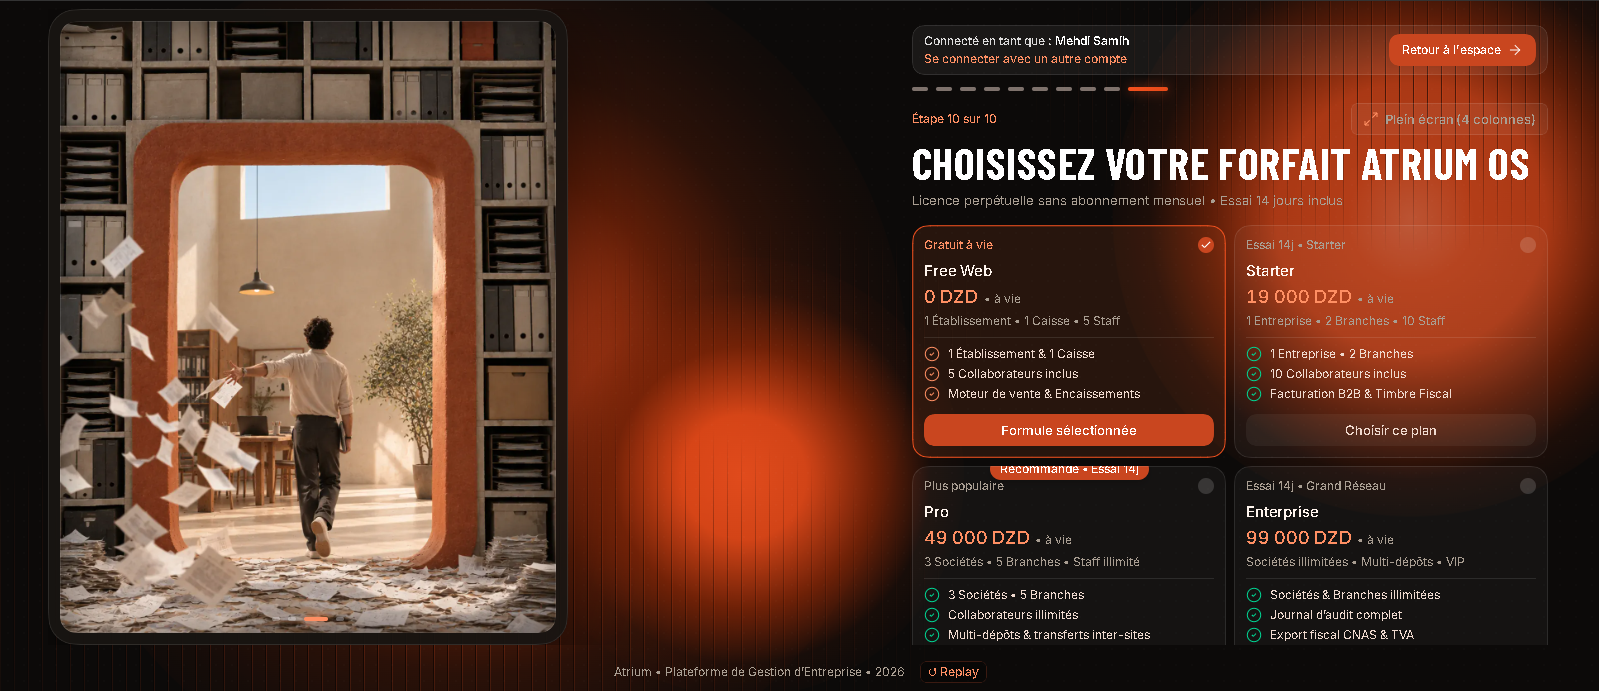 Connecté en tant que : Mehdi Samih
Se connecter avec un autre compte
Retour à l'espace
Étape 10 sur 10
Plein écran (4 colonnes)
CHOISISSEZ VOTRE FORFAIT ATRIUM OS
Licence perpétuelle sans abonnement mensuel • Essai 14 jours inclus
Gratuit à vie
Free Web
0 DZD • à vie
1 Établissement • 1 Caisse • 5 Staff
1 Établissement & 1 Caisse
5 Collaborateurs inclus
Moteur de vente & Encaissements
Formule sélectionnée
Essai 14j • Starter
Starter
19 000 DZD • à vie
1 Entreprise • 2 Branches • 10 Staff
1 Entreprise • 2 Branches
10 Collaborateurs inclus
Facturation B2B & Timbre Fiscal
Choisir ce plan
Recommandé • Essai 14j
Plus populaire
Pro
49 000 DZD • à vie
3 Sociétés • 5 Branches • Staff illimité
3 Sociétés • 5 Branches
Collaborateurs illimités
Multi-dépôts & transferts inter-sites
Essai 14j • Grand Réseau
Enterprise
99 000 DZD • à vie
Sociétés illimitées • Multi-dépôts • VIP
Sociétés & Branches illimitées
Journal d'audit complet
Export fiscal CNAS & TVA
Atrium • Plateforme de Gestion d'Entreprise • 2026
↺ Replay